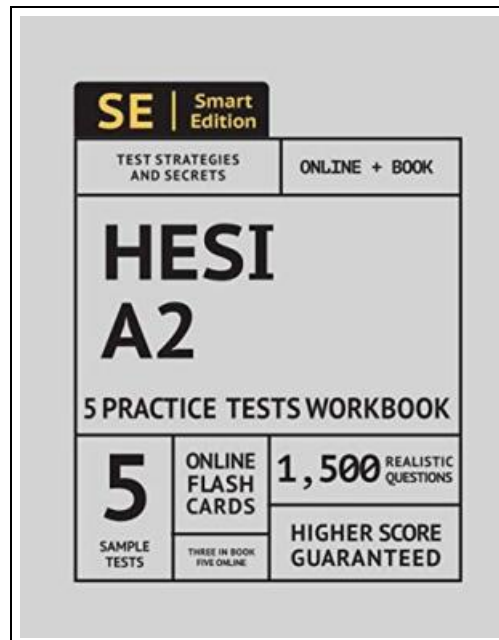 SE | Smart
Edition
TEST STRATEGIES
AND SECRETS
ONLINE + BOOK
HESI
A2
5 PRACTICE TESTS WORKBOOK
5
SAMPLE
TESTS
ONLINE
FLASH
CARDS
THREE IN BOOK
FIVE ONLINE
1,500 REALISTIC
QUESTIONS
HIGHER SCORE
GUARANTEED